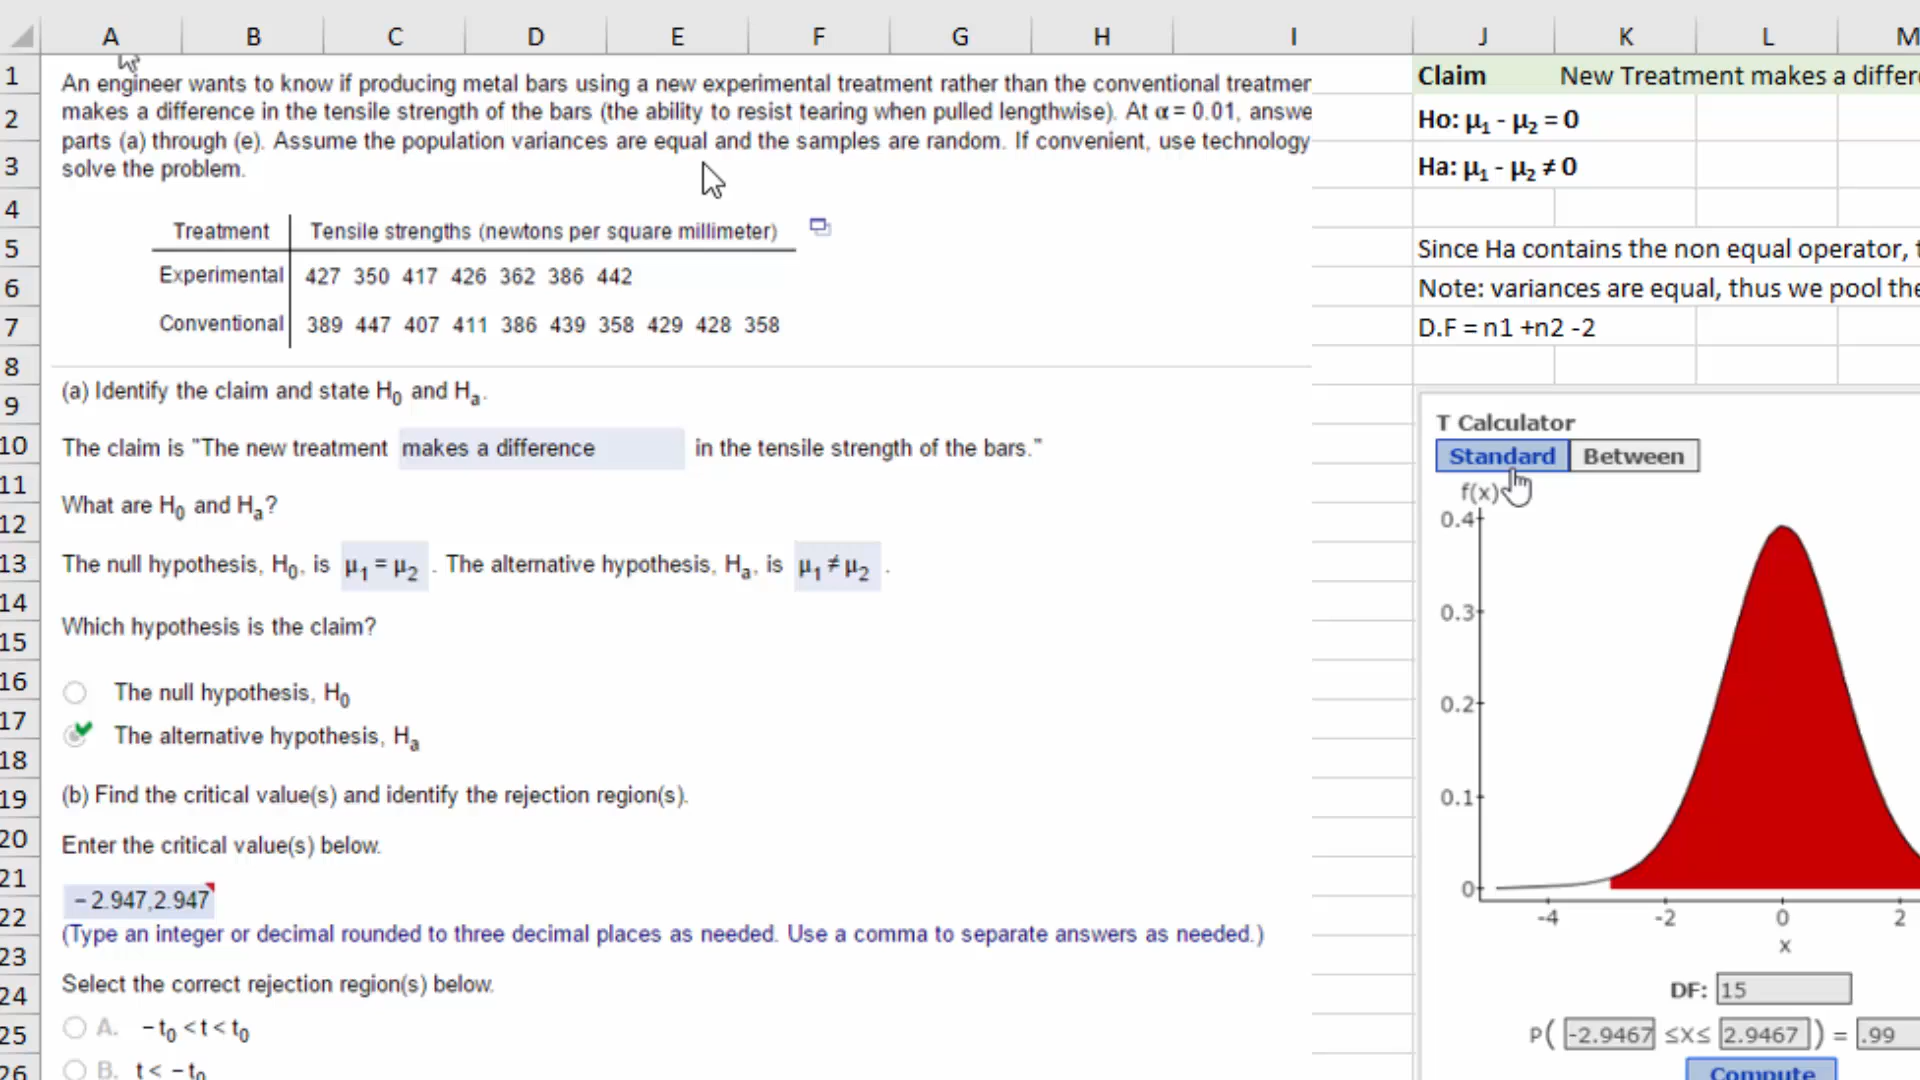 A B C D E F G H I J K L M
1 2 3 4 5 6 7 8 9 10 11 12 13 14 15 16 17 18 19 20 21 22 23 24 25 26
An engineer wants to know if producing metal bars using a new experimental treatment rather than the conventional treatmen
makes a difference in the tensile strength of the bars (the ability to resist tearing when pulled lengthwise). At α = 0.01, answe
parts (a) through (e). Assume the population variances are equal and the samples are random. If convenient, use technology
solve the problem.
Treatment Tensile strengths (newtons per square millimeter)
Experimental 427 350 417 426 362 386 442
Conventional 389 447 407 411 386 439 358 429 428 358
(a) Identify the claim and state H0 and Ha.
The claim is "The new treatment makes a difference in the tensile strength of the bars."
What are H0 and Ha?
The null hypothesis, H0, is μ1 = μ2 . The alternative hypothesis, Ha, is μ1 ≠ μ2 .
Which hypothesis is the claim?
The null hypothesis, H0
The alternative hypothesis, Ha
(b) Find the critical value(s) and identify the rejection region(s).
Enter the critical value(s) below.
− 2.947,2.947
(Type an integer or decimal rounded to three decimal places as needed. Use a comma to separate answers as needed.)
Select the correct rejection region(s) below.
A. −t0 < t < t0
B. t < −t0
Claim New Treatment makes a differe
Ho: μ1 - μ2 = 0
Ha: μ1 - μ2 ≠ 0
Since Ha contains the non equal operator, t
Note: variances are equal, thus we pool the
D.F = n1 +n2 -2
T Calculator
Standard Between
f(x)
0.4
0.3
0.2
0.1
0
-4 -2 0 2
x
DF: 15
P( -2.9467 ≤X≤ 2.9467 ) = .99
Compute